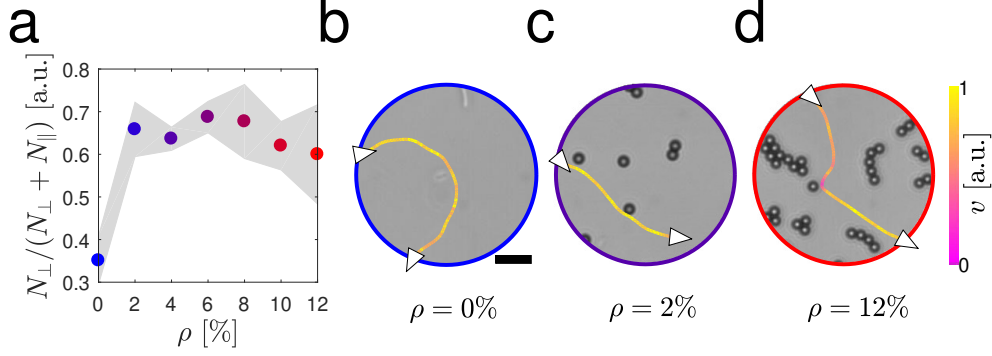 a
b
c
d
N⊥/(N⊥ + N∥) [a.u.]
0.8
0.7
0.6
0.5
0.4
0.3
0 2 4 6 8 10 12
ρ [%]
ρ = 0%
ρ = 2%
ρ = 12%
1
v [a.u.]
0